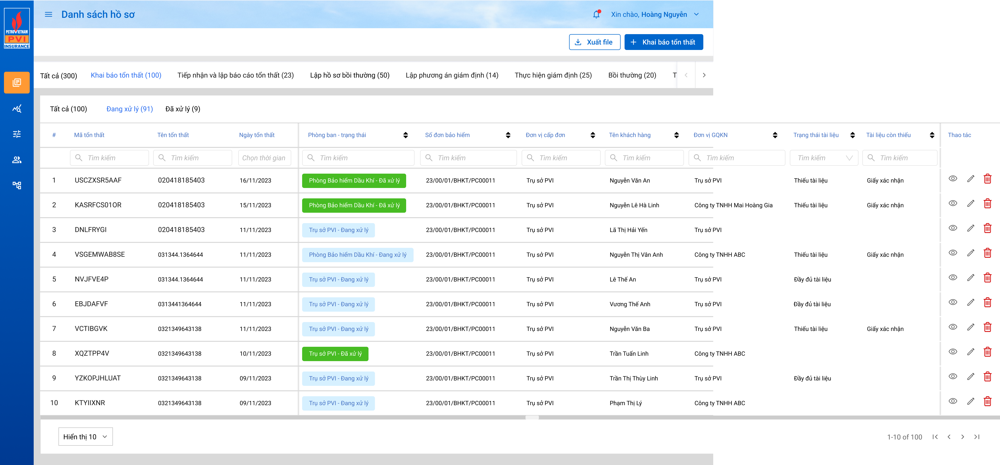 PETROVIETNAM
PVI
INSURANCE
Danh sách hồ sơ
Xin chào, Hoàng Nguyễn
Xuất file
Khai báo tổn thất
Tất cả (300) Khai báo tổn thất (100) Tiếp nhận và lập báo cáo tổn thất (23) Lập hồ sơ bồi thường (50) Lập phương án giám định (14) Thực hiện giám định (25) Bồi thường (20) T
Tất cả (100) Đang xử lý (91) Đã xử lý (9)
# Mã tổn thất Tên tổn thất Ngày tổn thất Phòng ban - trạng thái Số đơn bảo hiểm Đơn vị cấp đơn Tên khách hàng Đơn vị GQKN Trạng thái tài liệu Tài liệu còn thiếu Thao tác
Tìm kiếm Tìm kiếm Chọn thời gian Tìm kiếm Tìm kiếm Tìm kiếm Tìm kiếm Tìm kiếm Tìm kiếm Tìm kiếm
1 USCZXSR5AAF 020418185403 16/11/2023 Phòng Bảo hiểm Dầu Khí - Đã xử lý 23/00/01/BHKT/PC00011 Trụ sở PVI Nguyễn Văn An Trụ sở PVI Thiếu tài liệu Giấy xác nhận
2 KASRFCS01OR 020418185403 15/11/2023 Phòng Bảo hiểm Dầu Khí - Đã xử lý 23/00/01/BHKT/PC00011 Trụ sở PVI Nguyễn Lê Hà Linh Công ty TNHH Mai Hoàng Gia Thiếu tài liệu Giấy xác nhận
3 DNLFRYGI 020418185403 11/11/2023 Trụ sở PVI - Đang xử lý 23/00/01/BHKT/PC00011 Trụ sở PVI Lã Thị Hải Yến Trụ sở PVI
4 VSGEMWAB8SE 031344.1364644 11/11/2023 Phòng Bảo hiểm Dầu Khí - Đang xử lý 23/00/01/BHKT/PC00011 Trụ sở PVI Nguyễn Thị Vân Anh Công ty TNHH ABC Thiếu tài liệu Giấy xác nhận
5 NVJFVE4P 031344.1364644 11/11/2023 Trụ sở PVI - Đang xử lý 23/00/01/BHKT/PC00011 Trụ sở PVI Lê Thế An Trụ sở PVI Đầy đủ tài liệu
6 EBJDAFVF 0313441364644 11/11/2023 Trụ sở PVI - Đang xử lý 23/00/01/BHKT/PC00011 Trụ sở PVI Vương Thế Anh Trụ sở PVI Đầy đủ tài liệu
7 VCTIBGVK 0321349643138 11/11/2023 Trụ sở PVI - Đang xử lý 23/00/01/BHKT/PC00011 Trụ sở PVI Nguyễn Văn Ba Trụ sở PVI Thiếu tài liệu Giấy xác nhận
8 XQZTPP4V 0321349643138 10/11/2023 Trụ sở PVI - Đã xử lý 23/00/01/BHKT/PC00011 Trụ sở PVI Trần Tuấn Linh Công ty TNHH ABC
9 YZKOPJHLUAT 0321349643138 09/11/2023 Trụ sở PVI - Đang xử lý 23/00/01/BHKT/PC00011 Trụ sở PVI Trần Thị Thùy Linh Trụ sở PVI Đầy đủ tài liệu
10 KTYIIXNR 0321349643138 09/11/2023 Trụ sở PVI - Đang xử lý 23/00/01/BHKT/PC00011 Trụ sở PVI Phạm Thị Lý Công ty TNHH ABC
Hiển thị 10
1-10 of 100